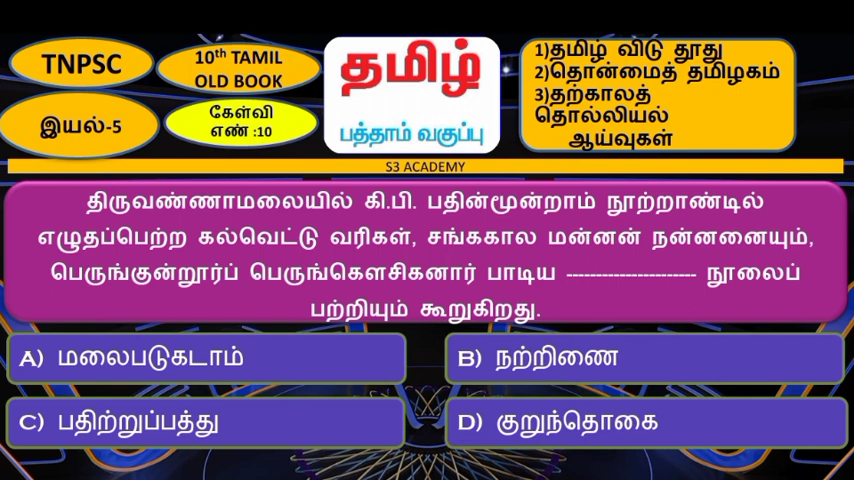 TNPSC
10th TAMIL
OLD BOOK
தமிழ்
பத்தாம் வகுப்பு
1)தமிழ் விடு தூது
2)தொன்மைத் தமிழகம்
3)தற்காலத்
தொல்லியல்
ஆய்வுகள்
இயல்-5
கேள்வி
எண் :10
S3 ACADEMY
திருவண்ணாமலையில் கி.பி. பதின்மூன்றாம் நூற்றாண்டில்
எழுதப்பெற்ற கல்வெட்டு வரிகள், சங்ககால மன்னன் நன்னனையும்,
பெருங்குன்றூர்ப் பெருங்கௌசிகனார் பாடிய ---------------------- நூலைப்
பற்றியும் கூறுகிறது.
A) மலைபடுகடாம்
B) நற்றிணை
C) பதிற்றுப்பத்து
D) குறுந்தொகை